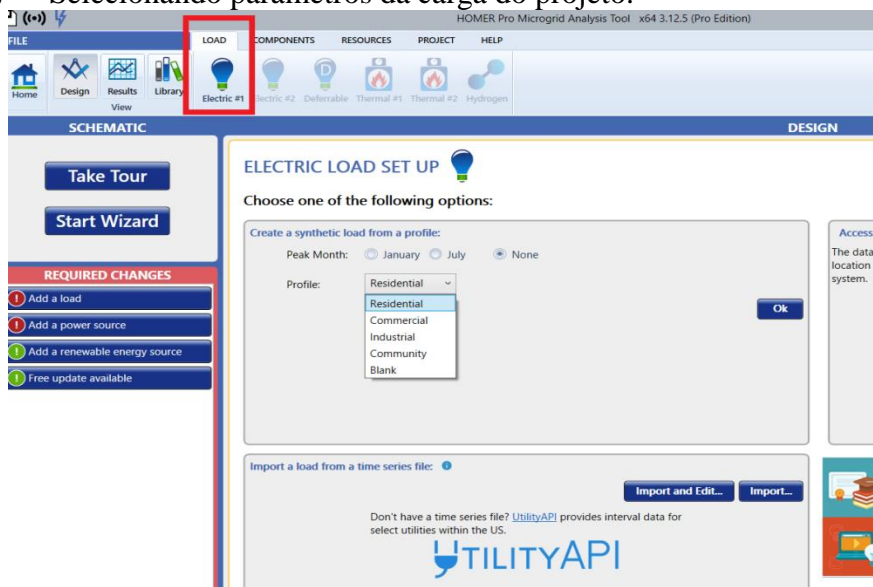 Selecionando parâmetros da carga do projeto.
HOMER Pro Microgrid Analysis Tool x64 3.12.5 (Pro Edition)
FILE
LOAD
COMPONENTS
RESOURCES
PROJECT
HELP
Home
Design
Results
Library
View
Electric #1
Electric #2
Deferrable
Thermal #1
Thermal #2
Hydrogen
SCHEMATIC
DESIGN
Take Tour
Start Wizard
REQUIRED CHANGES
Add a load
Add a power source
Add a renewable energy source
Free update available
ELECTRIC LOAD SET UP
Choose one of the following options:
Create a synthetic load from a profile:
Peak Month:
January
July
None
Profile:
Residential
Residential
Commercial
Industrial
Community
Blank
Ok
Access
The data
location
system.
Import a load from a time series file:
Import and Edit...
Import...
Don't have a time series file? UtilityAPI provides interval data for
select utilities within the US.
UTILITYAPI